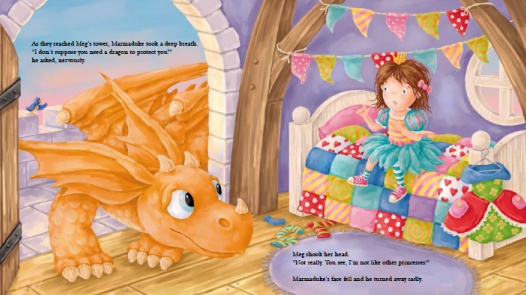 As they reached Meg's tower, Marmaduke took a deep breath.
"I don't suppose you need a dragon to protect you?"
he asked, nervously.
Meg shook her head.
"Not really. You see, I'm not like other princesses."
Marmaduke's face fell and he turned away sadly.